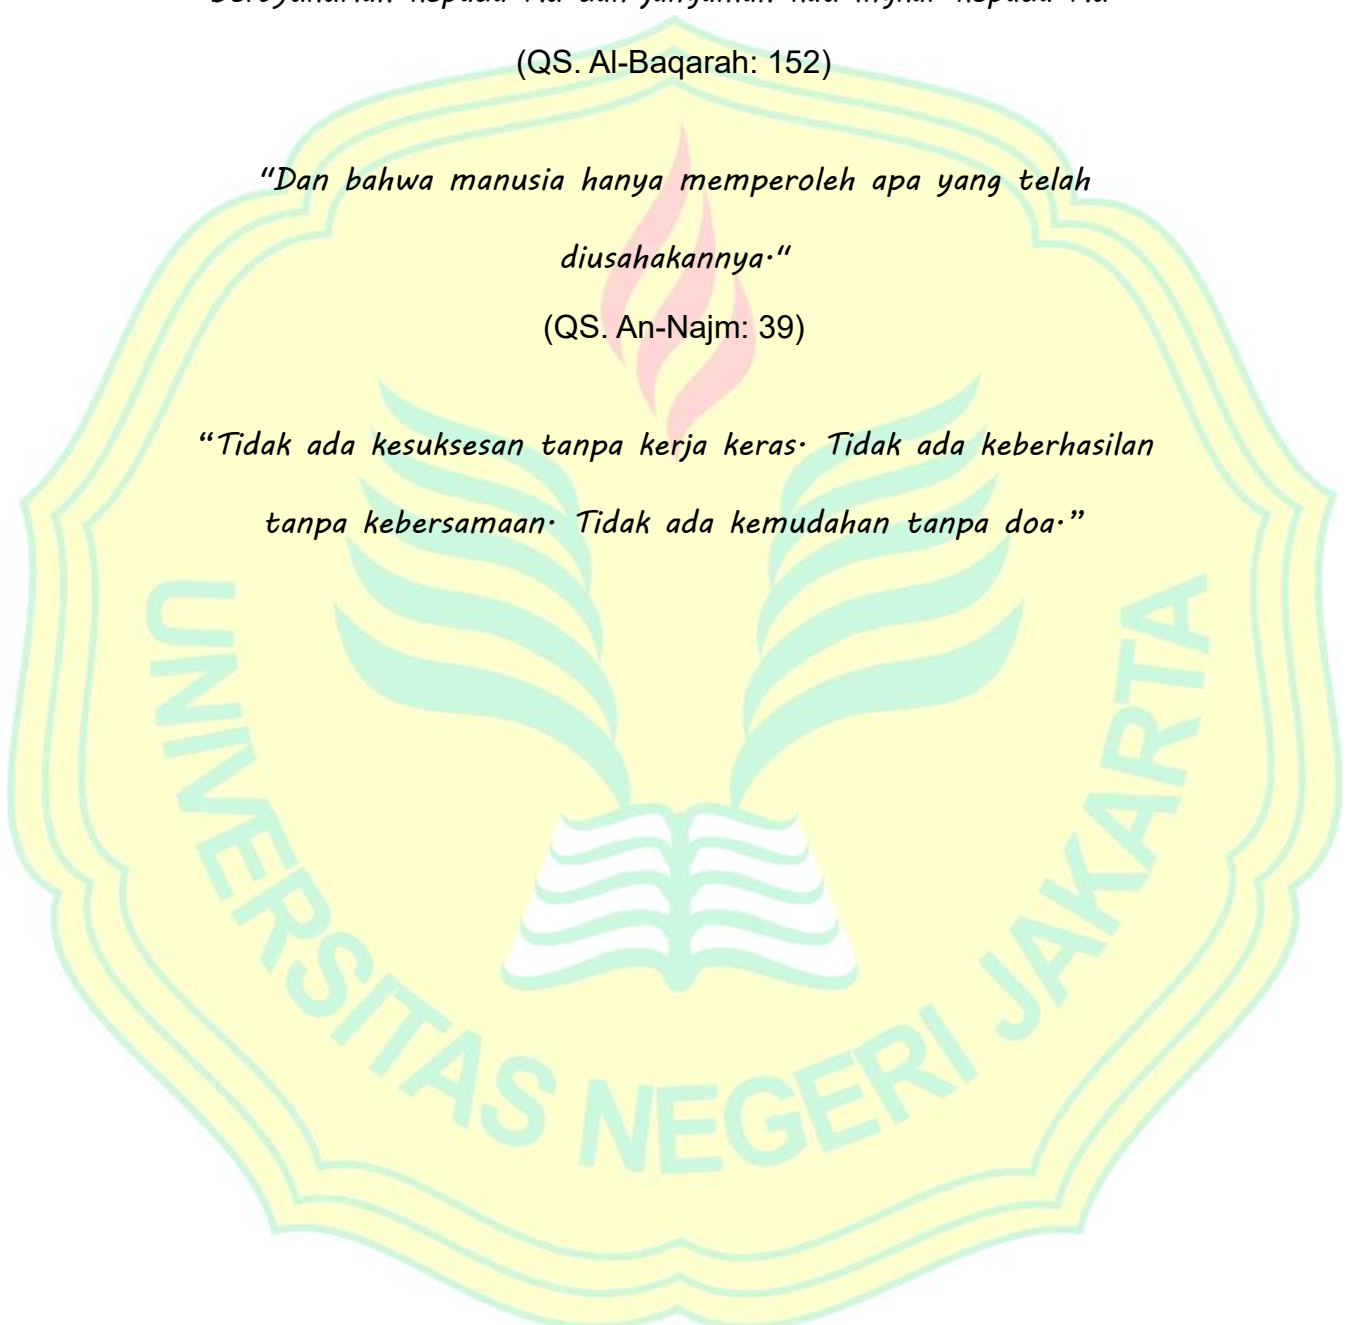 (QS. Al-Baqarah: 152)
“Dan bahwa manusia hanya memperoleh apa yang telah
diusahakannya.“
(QS. An-Najm: 39)
“Tidak ada kesuksesan tanpa kerja keras. Tidak ada keberhasilan
tanpa kebersamaan. Tidak ada kemudahan tanpa doa.”
UNIVERSITAS NEGERI JAKARTA